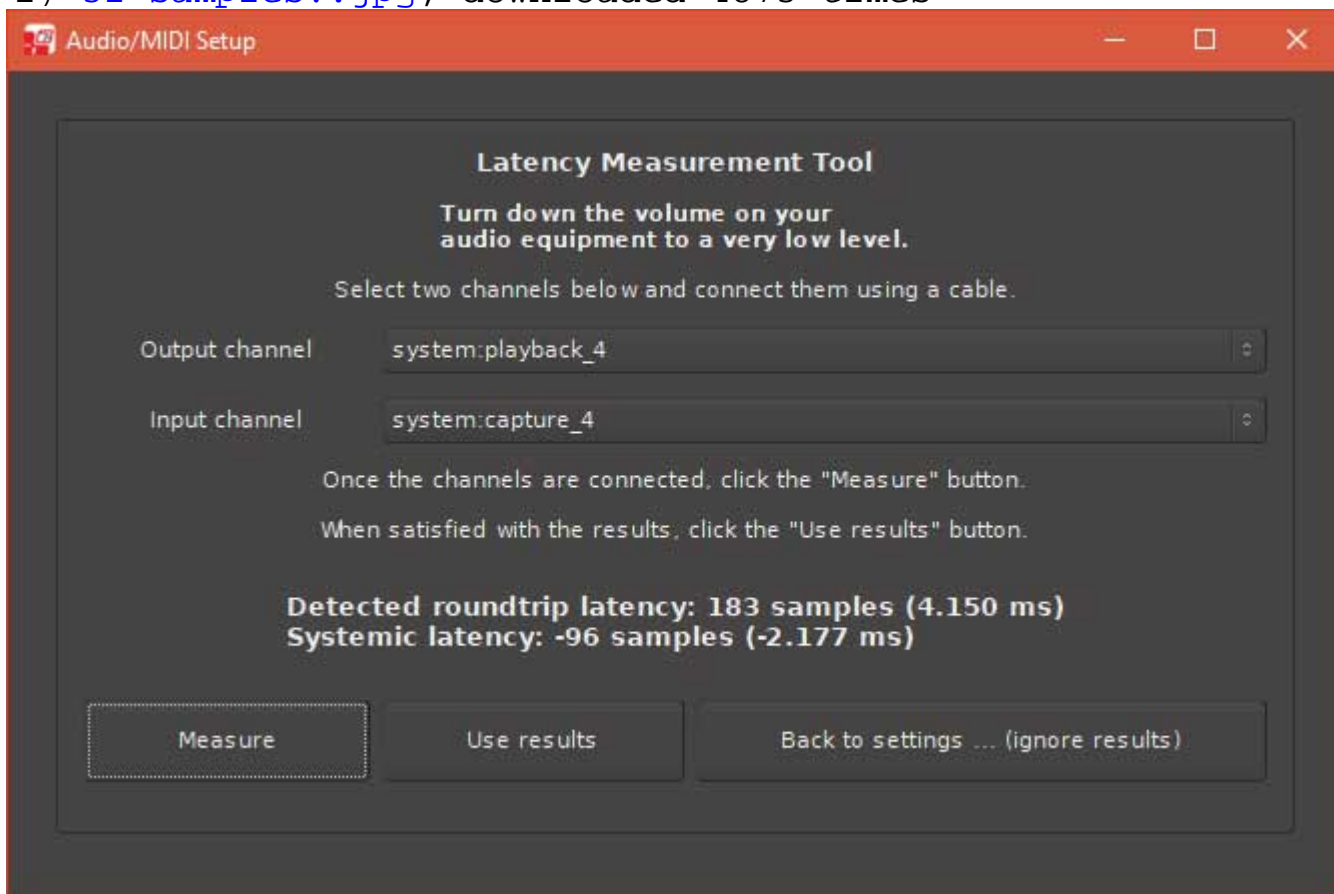 Audio/MIDI Setup
Latency Measurement Tool
Turn down the volume on your
audio equipment to a very low level.
Select two channels below and connect them using a cable.
Output channel system:playback_4
Input channel system:capture_4
Once the channels are connected, click the "Measure" button.
When satisfied with the results, click the "Use results" button.
Detected roundtrip latency: 183 samples (4.150 ms)
Systemic latency: -96 samples (-2.177 ms)
Measure Use results Back to settings ... (ignore results)